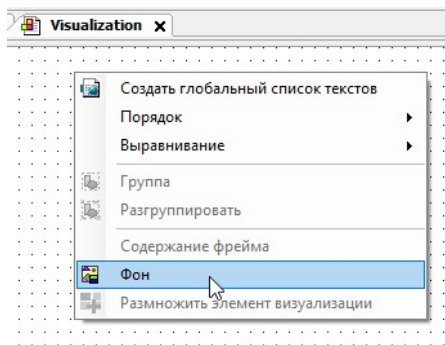 Visualization x
Создать глобальный список текстов
Порядок
Выравнивание
Группа
Разгруппировать
Содержание фрейма
Фон
Размножить элемент визуализации